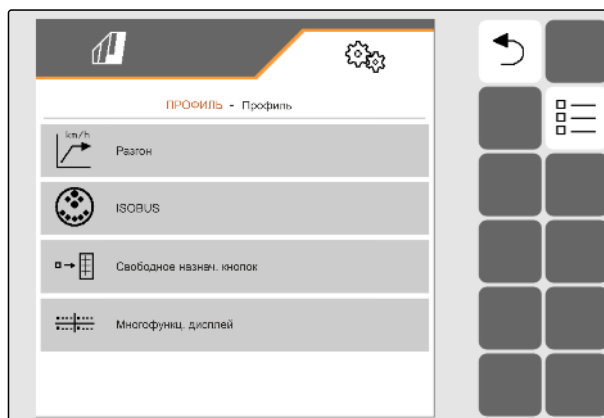 ПРОФИЛЬ - Профиль
km/h
Разгон
ISOBUS
Свободное назнач. кнопок
Многофункц. дисплей